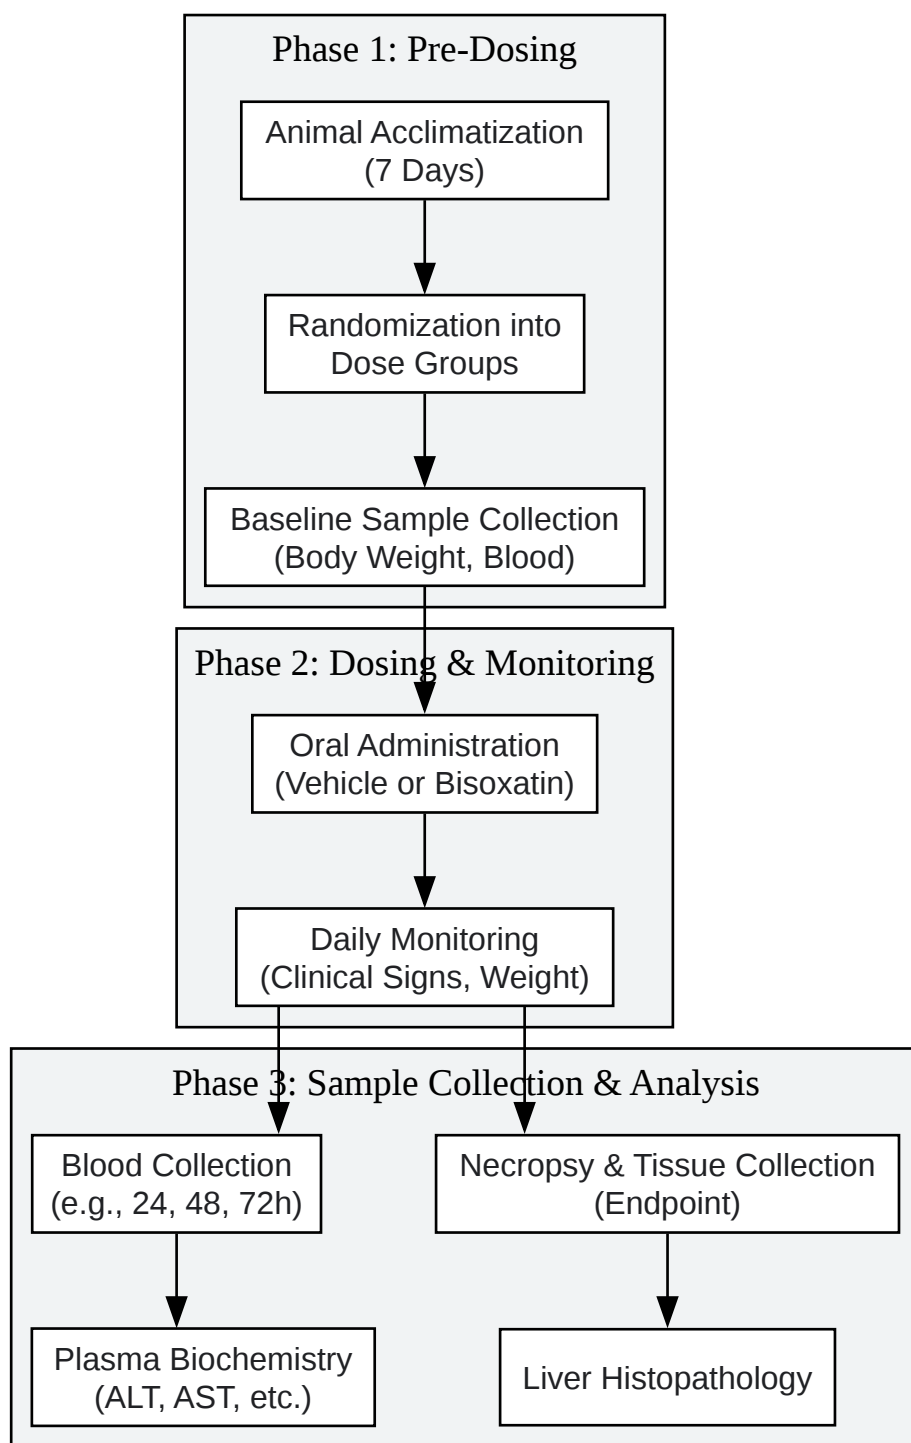 Phase 1: Pre-Dosing
Animal Acclimatization
(7 Days)
Randomization into
Dose Groups
Baseline Sample Collection
(Body Weight, Blood)
Phase 2: Dosing & Monitoring
Oral Administration
(Vehicle or Bisoxatin)
Daily Monitoring
(Clinical Signs, Weight)
Phase 3: Sample Collection & Analysis
Blood Collection
(e.g., 24, 48, 72h)
Necropsy & Tissue Collection
(Endpoint)
Plasma Biochemistry
(ALT, AST, etc.)
Liver Histopathology